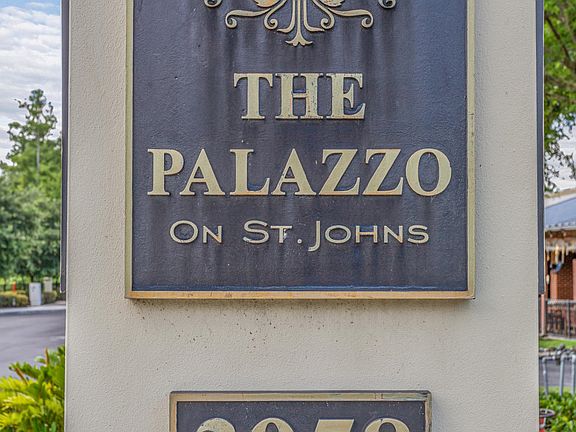 THE
PALAZZO
ON ST. JOHNS